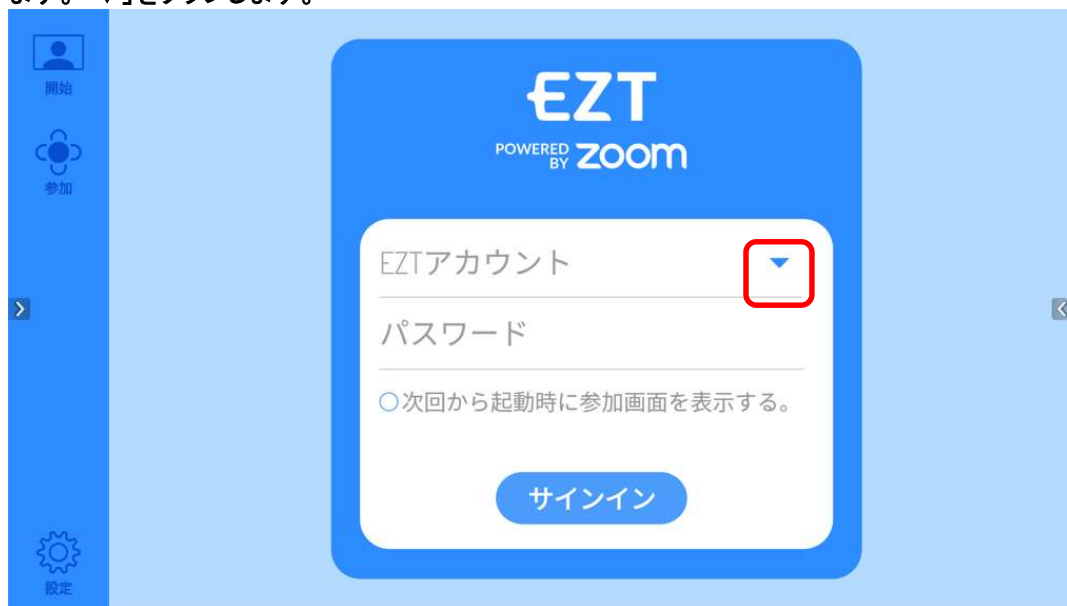 開始
参加
設定
EZT
POWERED BY zoom
EZTアカウント
パスワード
○次回から起動時に参加画面を表示する。
サインイン